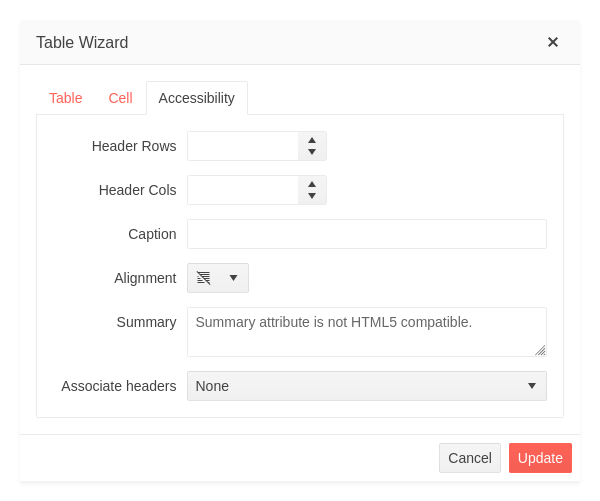 Table Wizard
Table Cell Accessibility
Header Rows
Header Cols
Caption
Alignment
Summary Summary attribute is not HTML5 compatible.
Associate headers None
Cancel Update